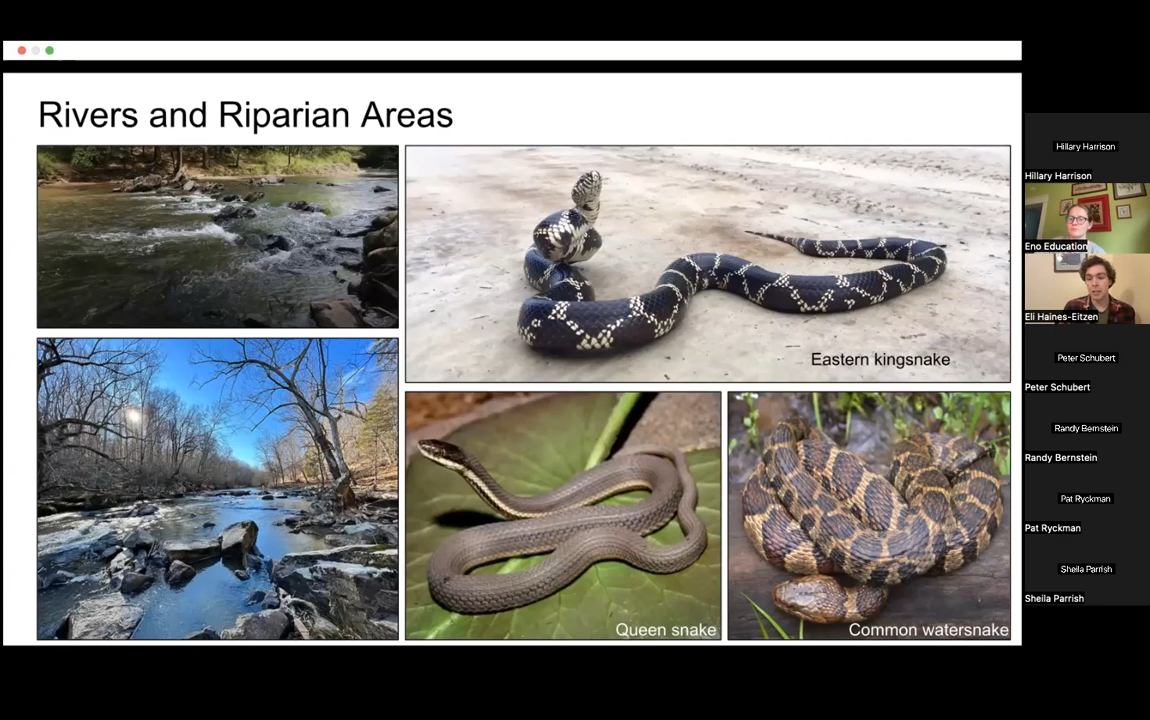 Rivers and Riparian Areas
Eastern kingsnake
Queen snake
Common watersnake
Hillary Harrison
Hillary Harrison
Eno Education
Eli Haines-Eitzen
Peter Schubert
Peter Schubert
Randy Bernstein
Randy Bernstein
Pat Ryckman
Pat Ryckman
Sheila Parrish
Sheila Parrish